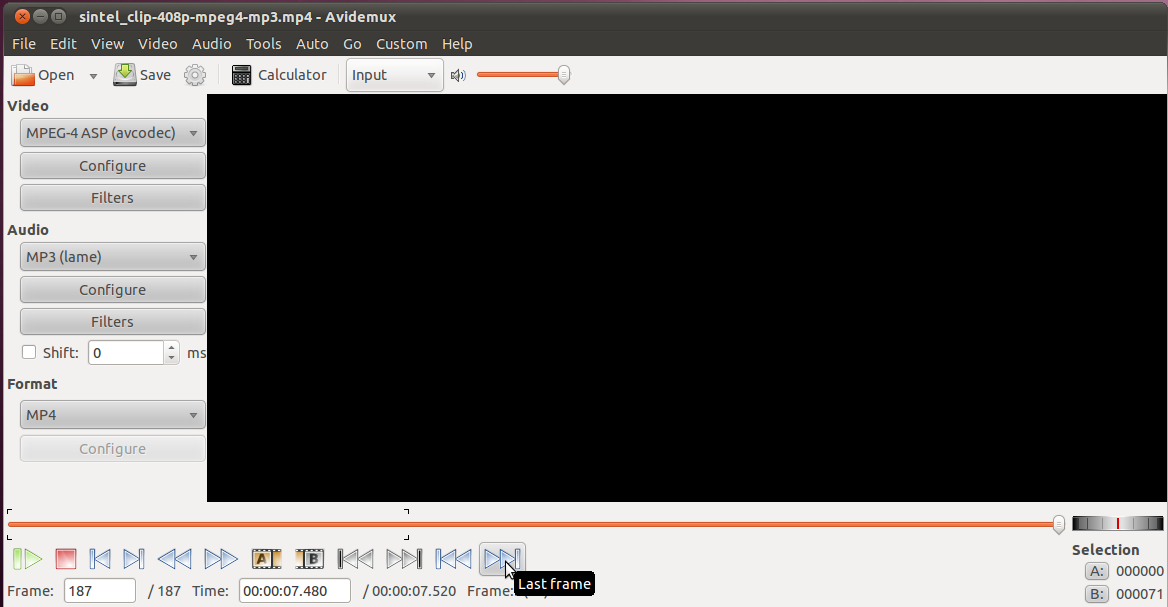 sintel_clip-408p-mpeg4-mp3.mp4 - Avidemux
File Edit View Video Audio Tools Auto Go Custom Help
Open Save Calculator Input
Video
MPEG-4 ASP (avcodec)
Configure
Filters
Audio
MP3 (lame)
Configure
Filters
Shift: 0 ms
Format
MP4
Configure
A B
Selection
A: 000000
Frame: 187 / 187 Time: 00:00:07.480 / 00:00:07.520 Frame:
Last frame
B: 000071